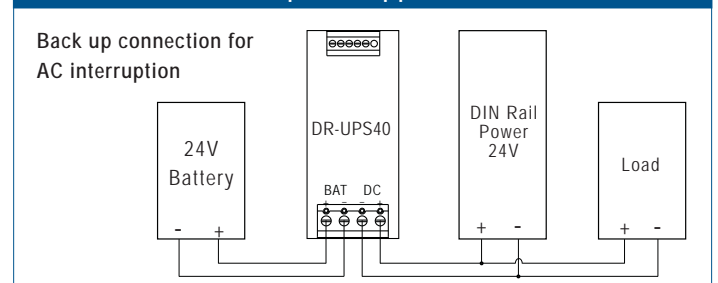 Back up connection for
AC interruption
24V
Battery
- +
DR-UPS40
BAT DC
+ - - +
DIN Rail
Power
24V
+ -
Load
+ -